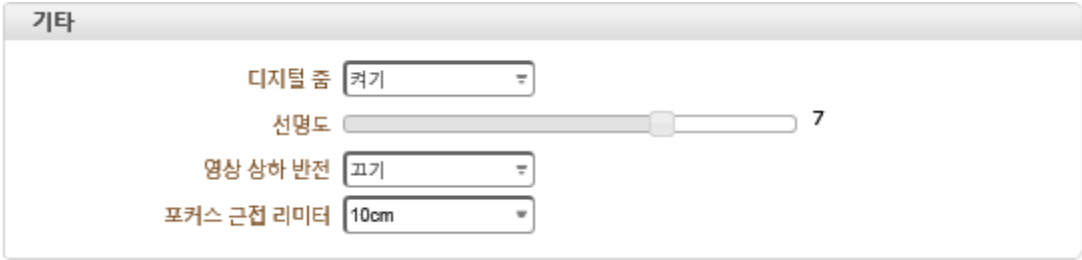 기타
디지털 줌 켜기
선명도 7
영상 상하 반전 끄기
포커스 근접 리미터 10cm